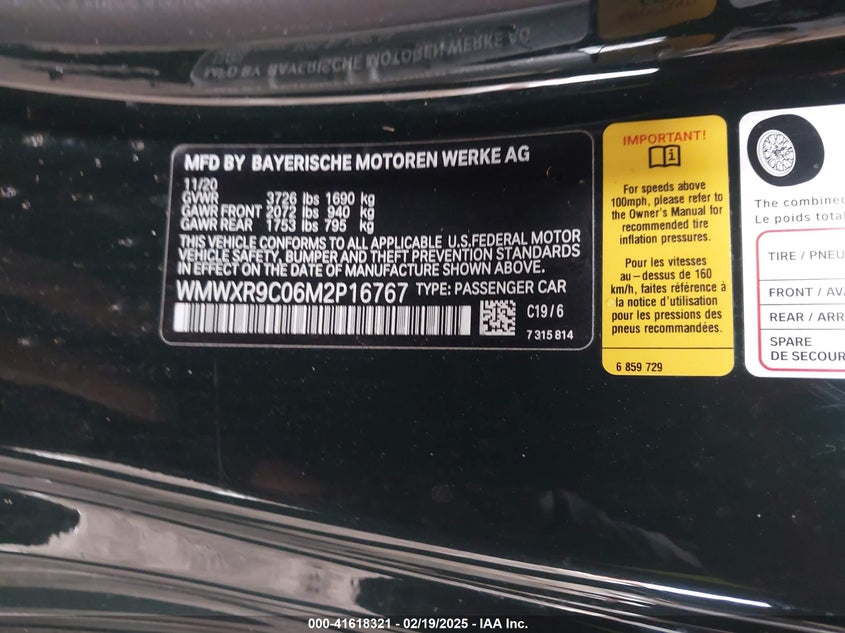 MFD BY BAYERISCHE MOTOREN WERKE AG
MFD BY BAYERISCHE MOTOREN WERKE AG
11/20
GVWR 3726 lbs 1690 kg
GAWR FRONT 2072 lbs 940 kg
GAWR REAR 1753 lbs 795 kg
THIS VEHICLE CONFORMS TO ALL APPLICABLE U.S.FEDERAL MOTOR
VEHICLE SAFETY, BUMPER AND THEFT PREVENTION STANDARDS
IN EFFECT ON THE DATE OF MANUFACTURE SHOWN ABOVE.
WMWXR9C06M2P16767 TYPE: PASSENGER CAR
C19/6
7 315 814
IMPORTANT!
i
For speeds above
100mph, please refer to
the Owner's Manual for
recommended tire
inflation pressures.
Pour les vitesses
au-dessus de 160
km/h, faites référence à
la notice d'utilisation
pour les pressions des
pneus recommandées.
6 859 729
The combined
Le poids total
TIRE / PNEU
FRONT / AVA
REAR / ARR
SPARE
DE SECOUR
000-41618321 - 02/19/2025 - IAA Inc.